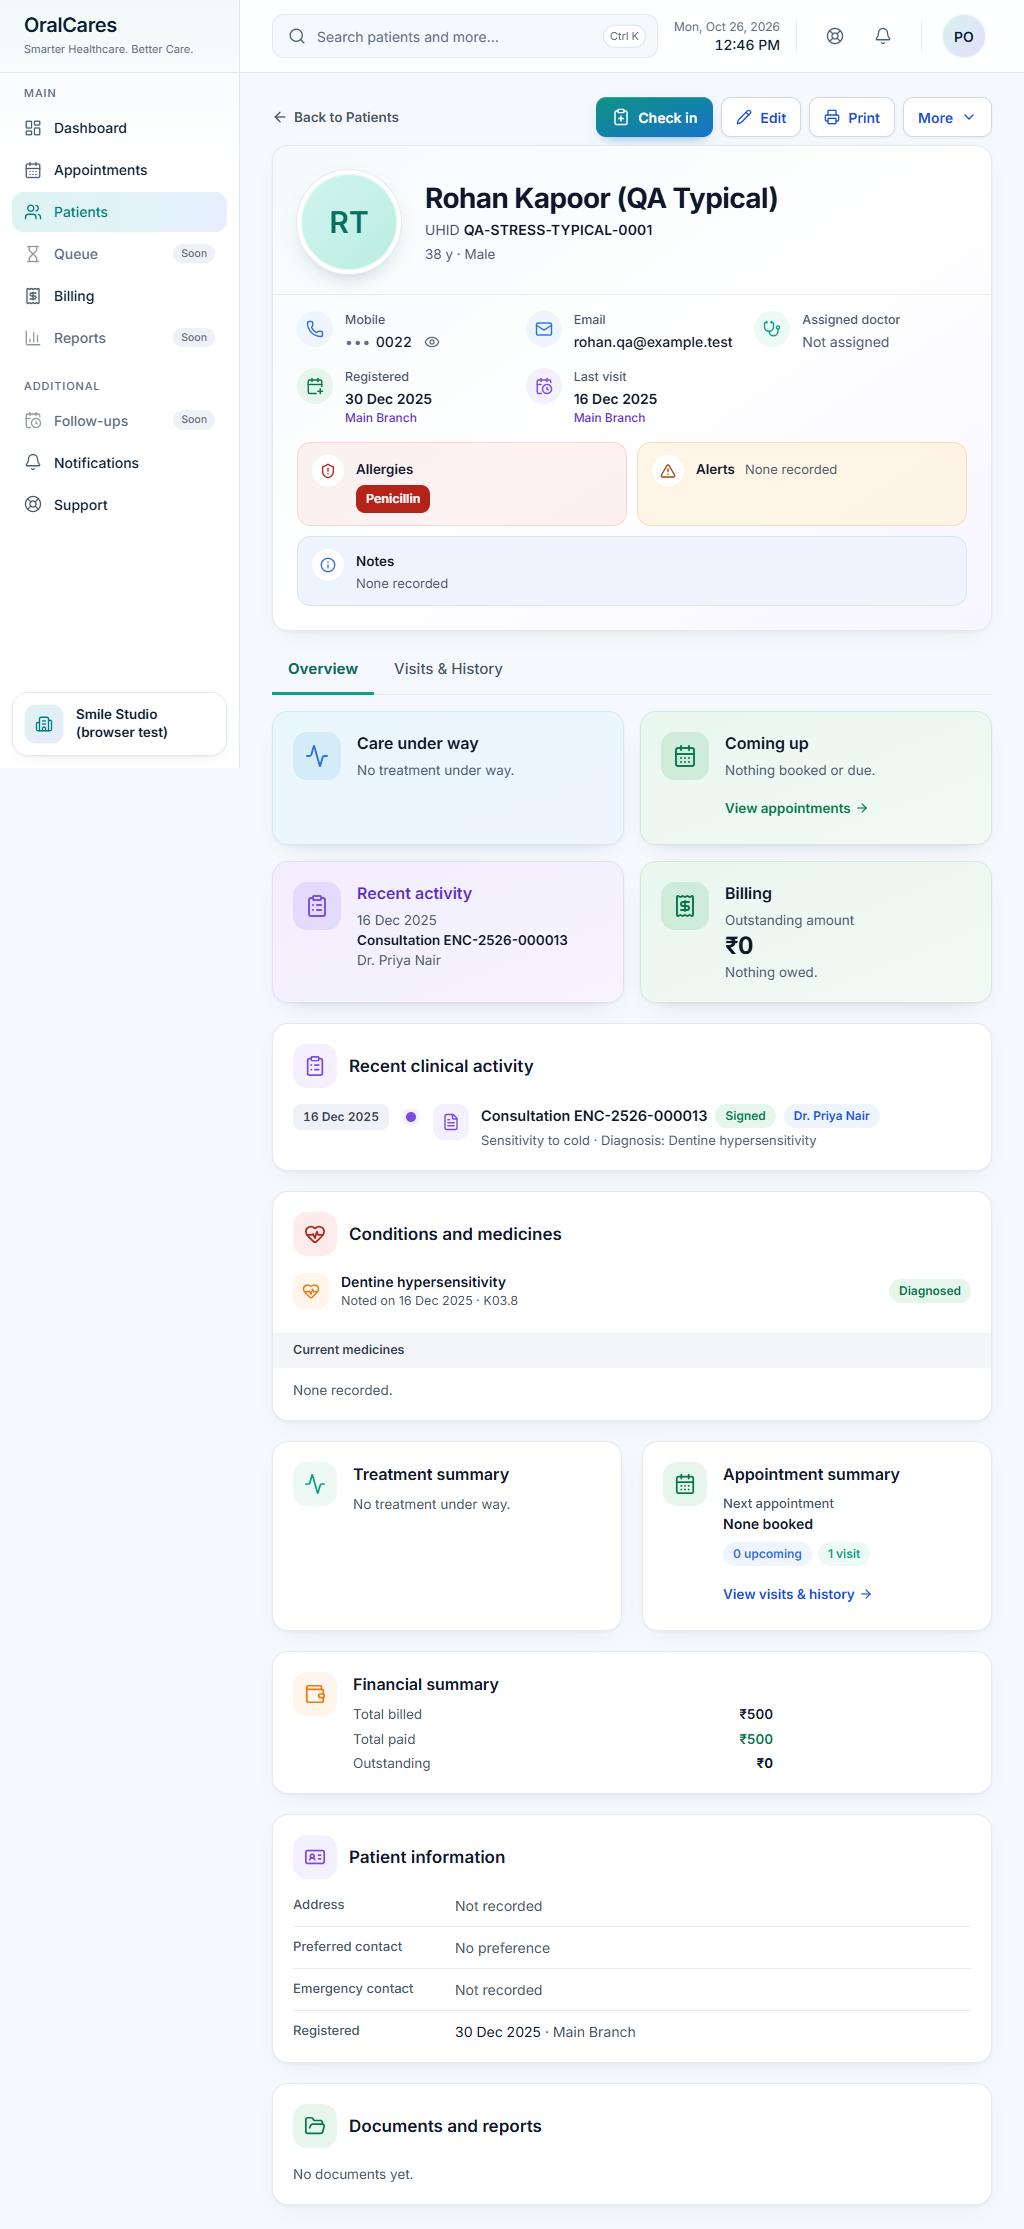 OralCares
Smarter Healthcare. Better Care.
Search patients and more...
Ctrl K
Mon, Oct 26, 2026
12:46 PM
PO
MAIN
Dashboard
Appointments
Patients
Queue
Soon
Billing
Reports
Soon
ADDITIONAL
Follow-ups
Soon
Notifications
Support
Smile Studio
(browser test)
Back to Patients
Check in
Edit
Print
More
RT
Rohan Kapoor (QA Typical)
UHID QA-STRESS-TYPICAL-0001
38 y · Male
Mobile
••• 0022
Email
rohan.qa@example.test
Assigned doctor
Not assigned
Registered
30 Dec 2025
Main Branch
Last visit
16 Dec 2025
Main Branch
Allergies
Penicillin
Alerts None recorded
Notes
None recorded
Overview
Visits & History
Care under way
No treatment under way.
Coming up
Nothing booked or due.
View appointments →
Recent activity
16 Dec 2025
Consultation ENC-2526-000013
Dr. Priya Nair
Billing
Outstanding amount
₹0
Nothing owed.
Recent clinical activity
16 Dec 2025
Consultation ENC-2526-000013 Signed Dr. Priya Nair
Sensitivity to cold · Diagnosis: Dentine hypersensitivity
Conditions and medicines
Dentine hypersensitivity
Noted on 16 Dec 2025 · K03.8
Diagnosed
Current medicines
None recorded.
Treatment summary
No treatment under way.
Appointment summary
Next appointment
None booked
0 upcoming 1 visit
View visits & history →
Financial summary
Total billed ₹500
Total paid ₹500
Outstanding ₹0
Patient information
Address Not recorded
Preferred contact No preference
Emergency contact Not recorded
Registered 30 Dec 2025 · Main Branch
Documents and reports
No documents yet.